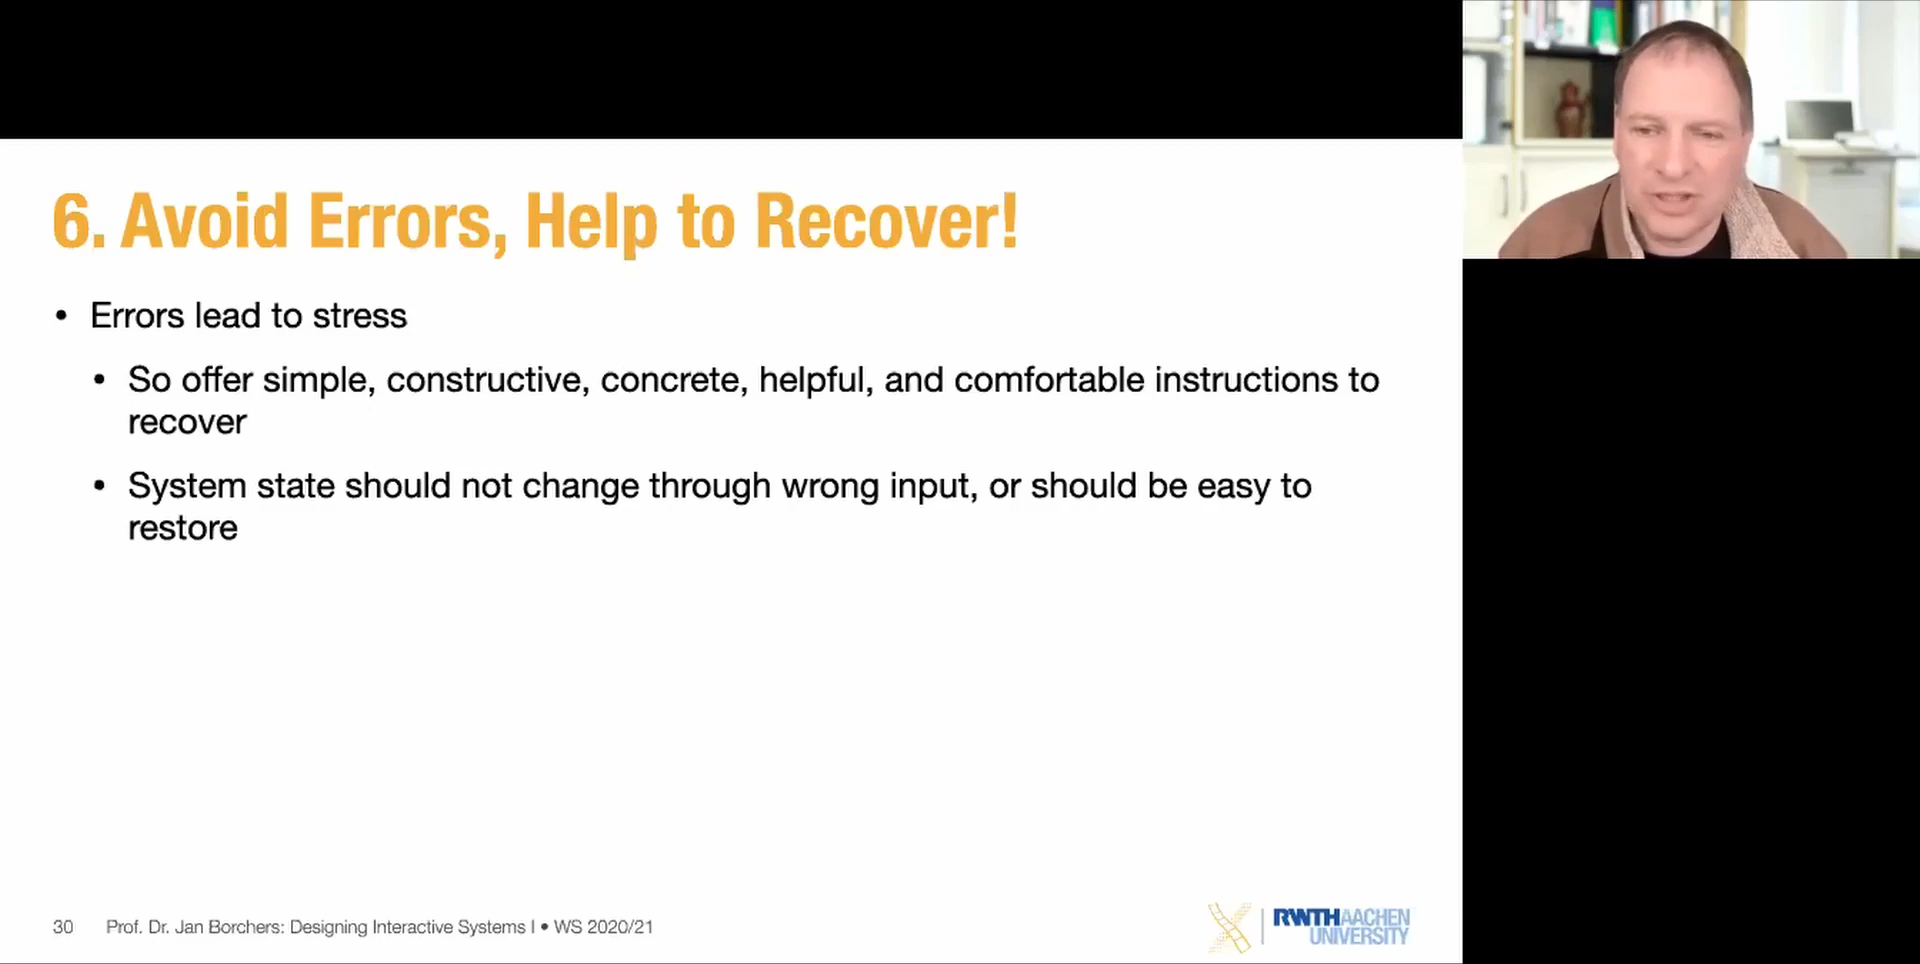 6. Avoid Errors, Help to Recover!
• Errors lead to stress
• So offer simple, constructive, concrete, helpful, and comfortable instructions to
recover
• System state should not change through wrong input, or should be easy to
restore
30 Prof. Dr. Jan Borchers: Designing Interactive Systems I • WS 2020/21
RWTHAACHEN
UNIVERSITY